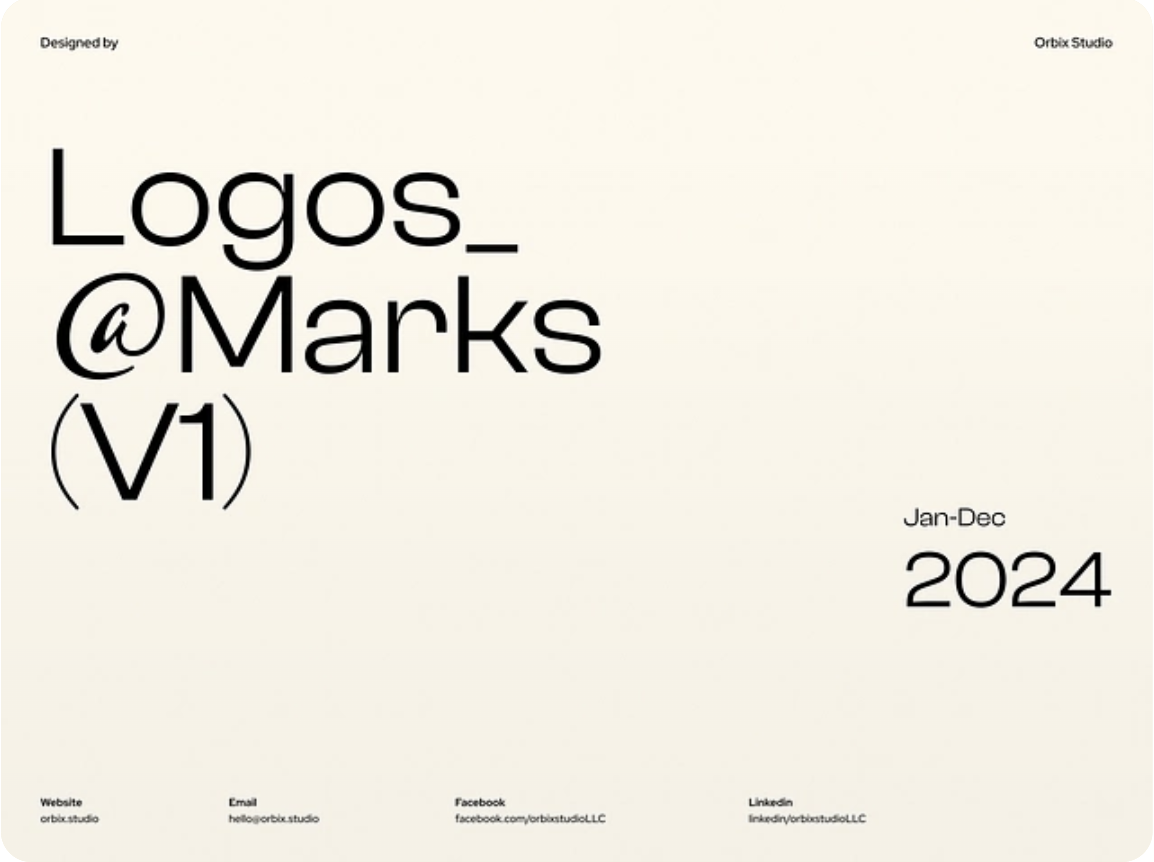 Designed by
Orbix Studio
Logos_
@Marks
(V1)
Jan-Dec
2024
Website
orbix.studio
Email
hello@orbix.studio
Facebook
facebook.com/orbixstudioLLC
Linkedin
linkedin/orbixstudioLLC